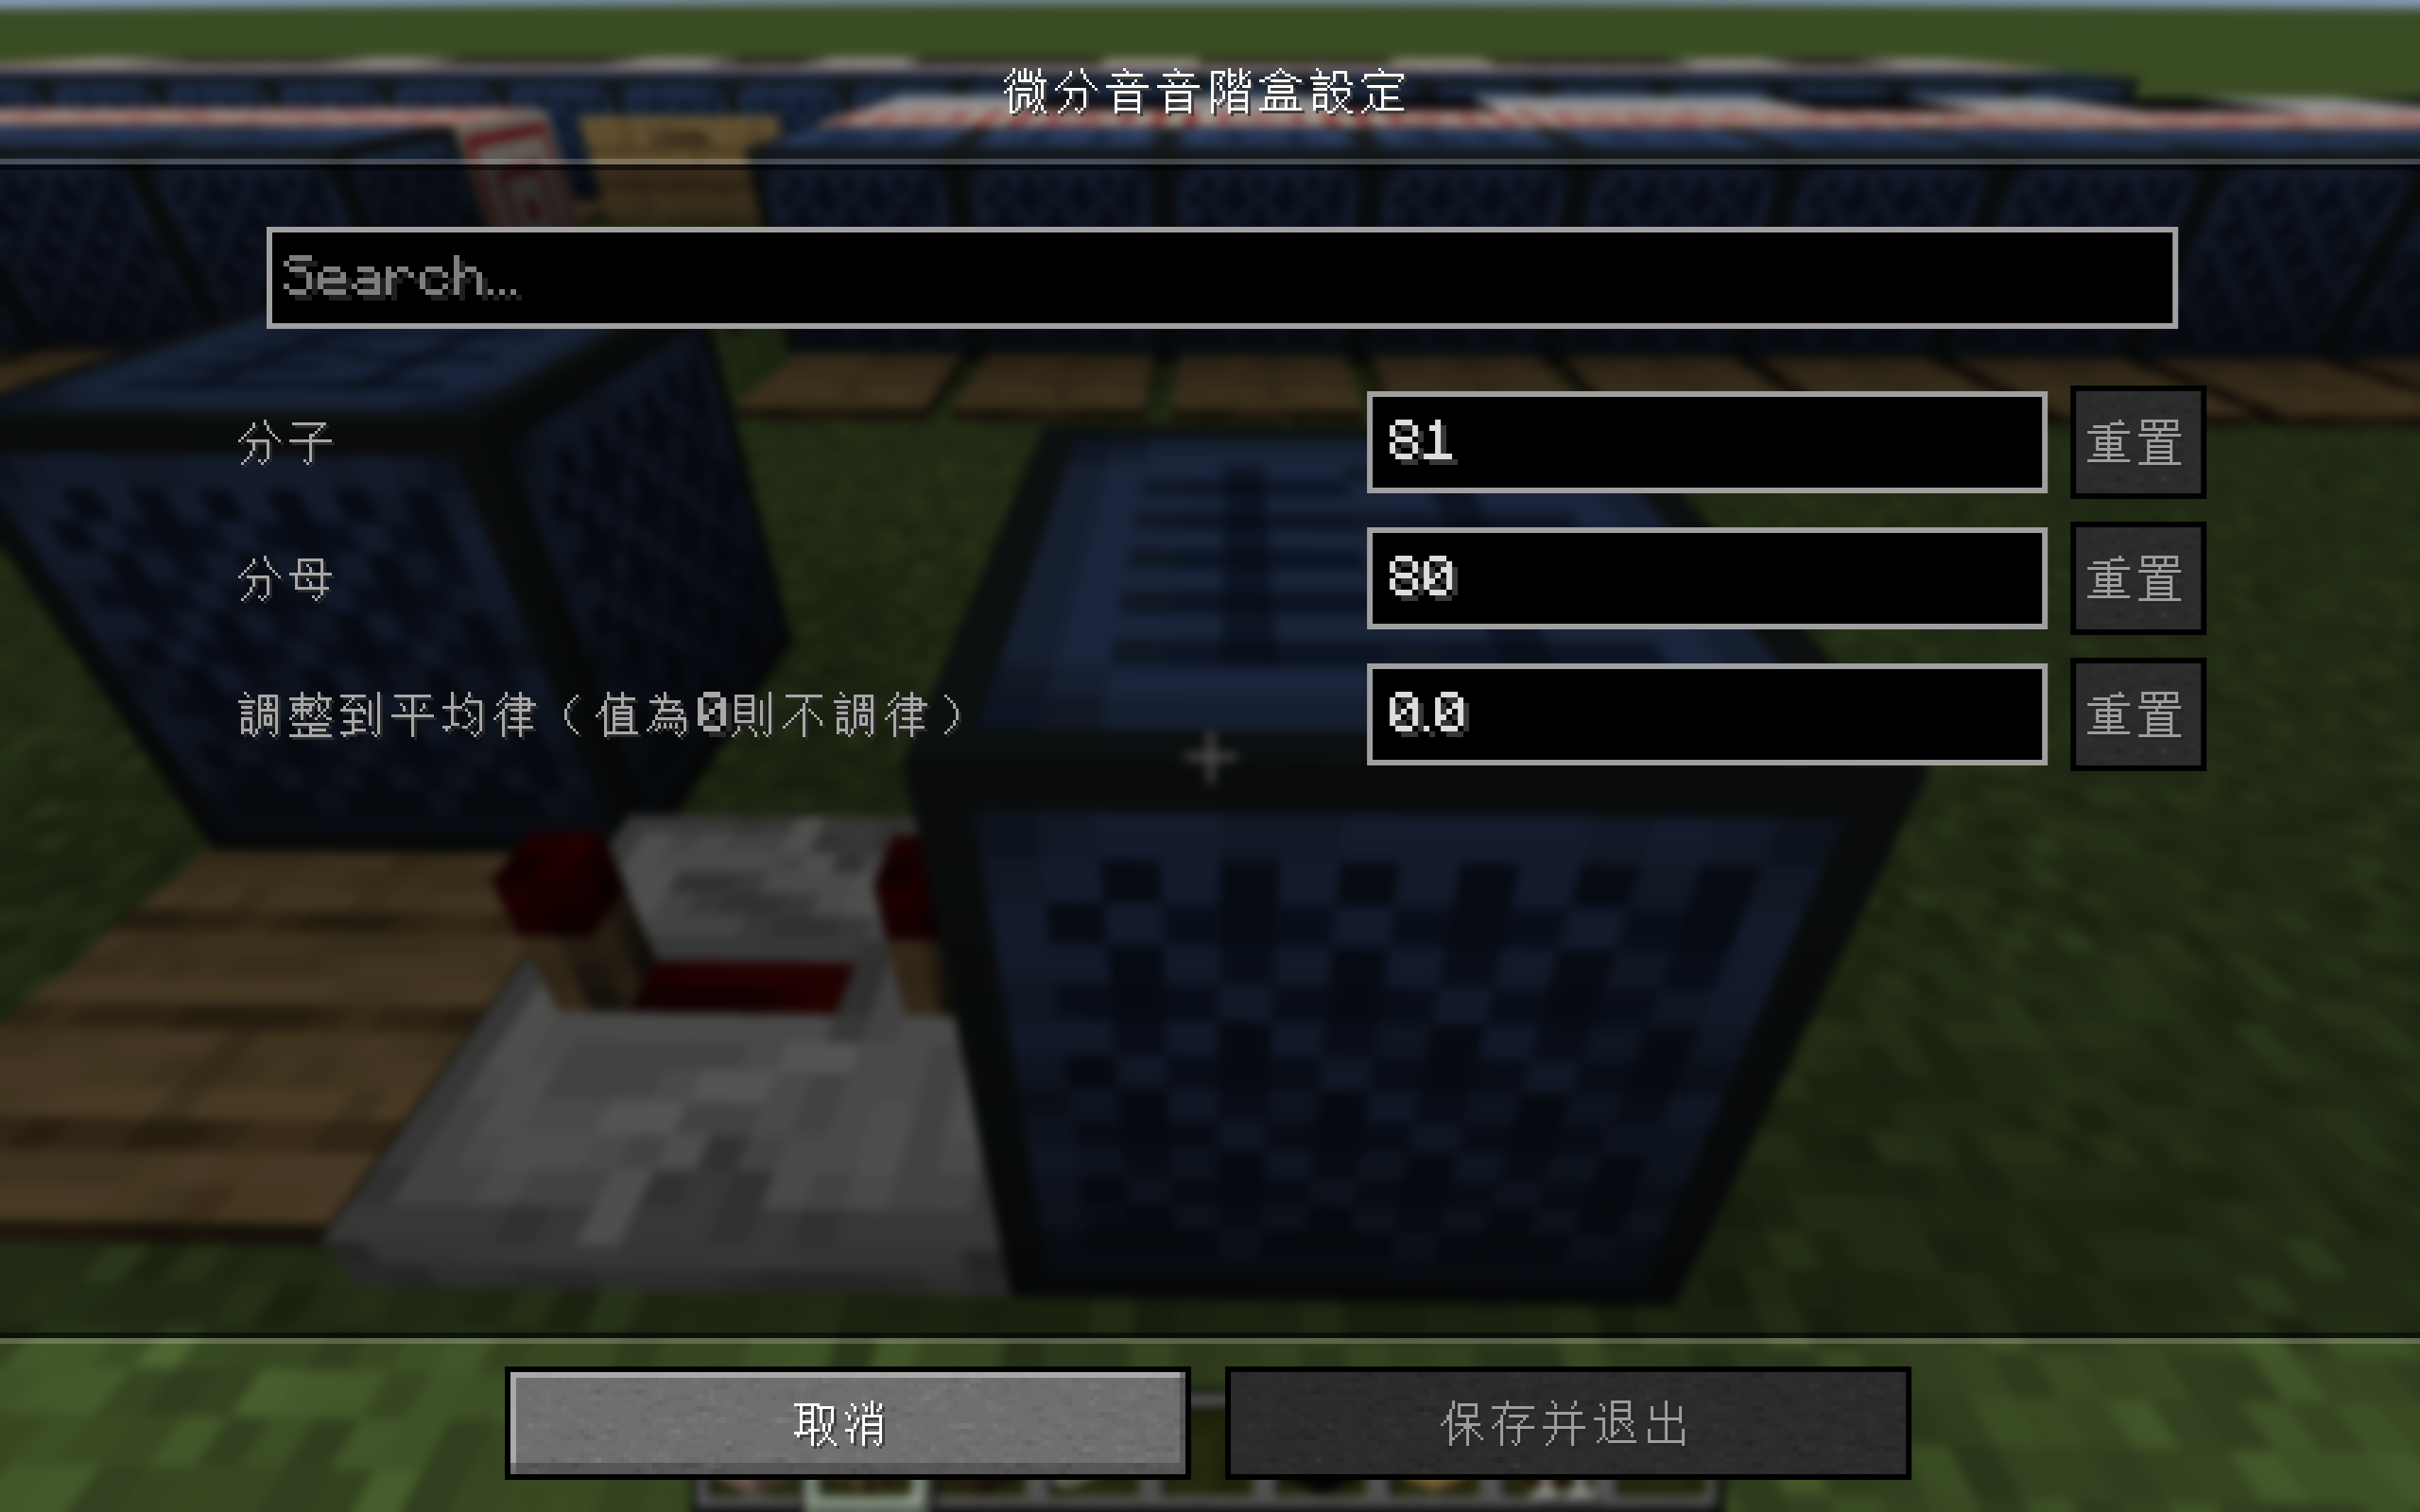 微分音音階盒設定
Search...
分子 81 重置
分母 80 重置
調整到平均律（值為0則不調律） 0.0 重置
取消 保存并退出